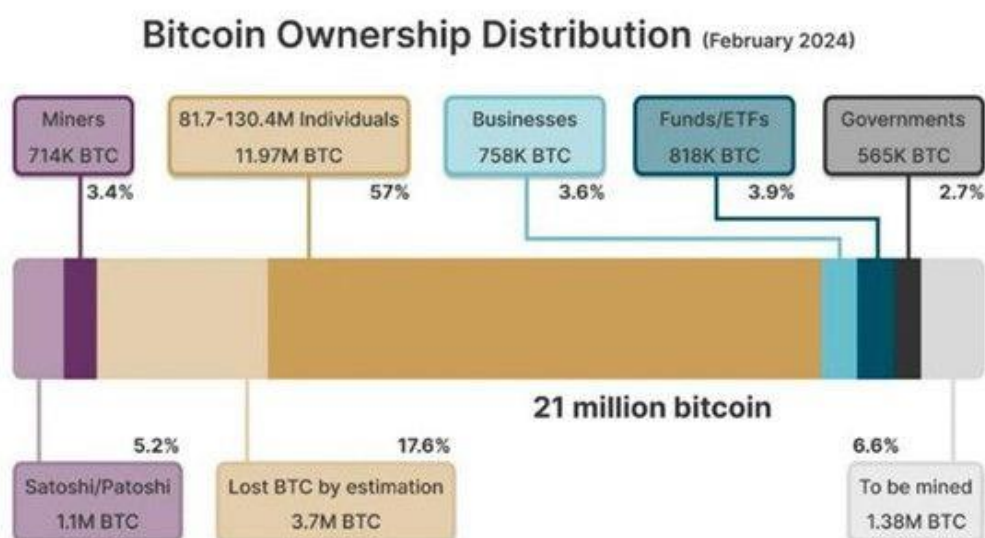 Bitcoin Ownership Distribution (February 2024)
Miners
714K BTC
3.4%
81.7-130.4M Individuals
11.97M BTC
57%
Businesses
758K BTC
3.6%
Funds/ETFs
818K BTC
3.9%
Governments
565K BTC
2.7%
21 million bitcoin
5.2%
Satoshi/Patoshi
1.1M BTC
17.6%
Lost BTC by estimation
3.7M BTC
6.6%
To be mined
1.38M BTC